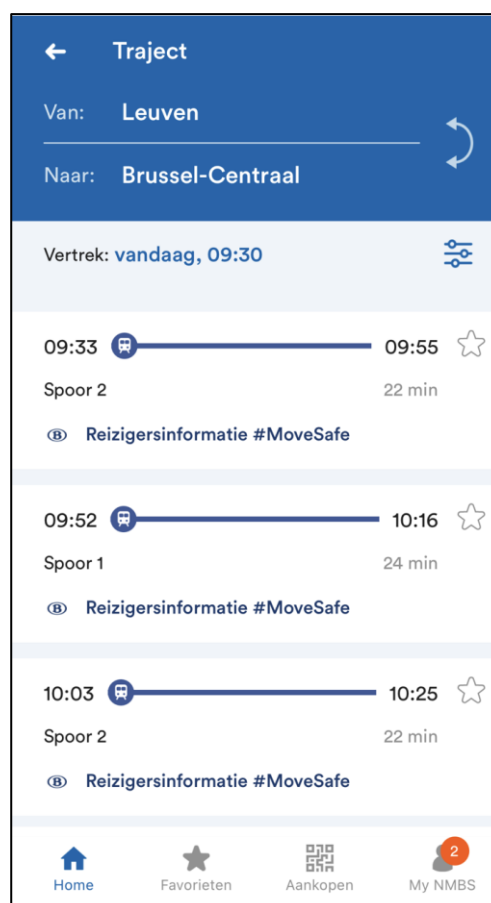 Traject
Van: Leuven
Naar: Brussel-Centraal
Vertrek: vandaag, 09:30
09:33 09:55
Spoor 2 22 min
B Reizigersinformatie #MoveSafe
09:52 10:16
Spoor 1 24 min
B Reizigersinformatie #MoveSafe
10:03 10:25
Spoor 2 22 min
B Reizigersinformatie #MoveSafe
2
Home Favorieten Aankopen My NMBS